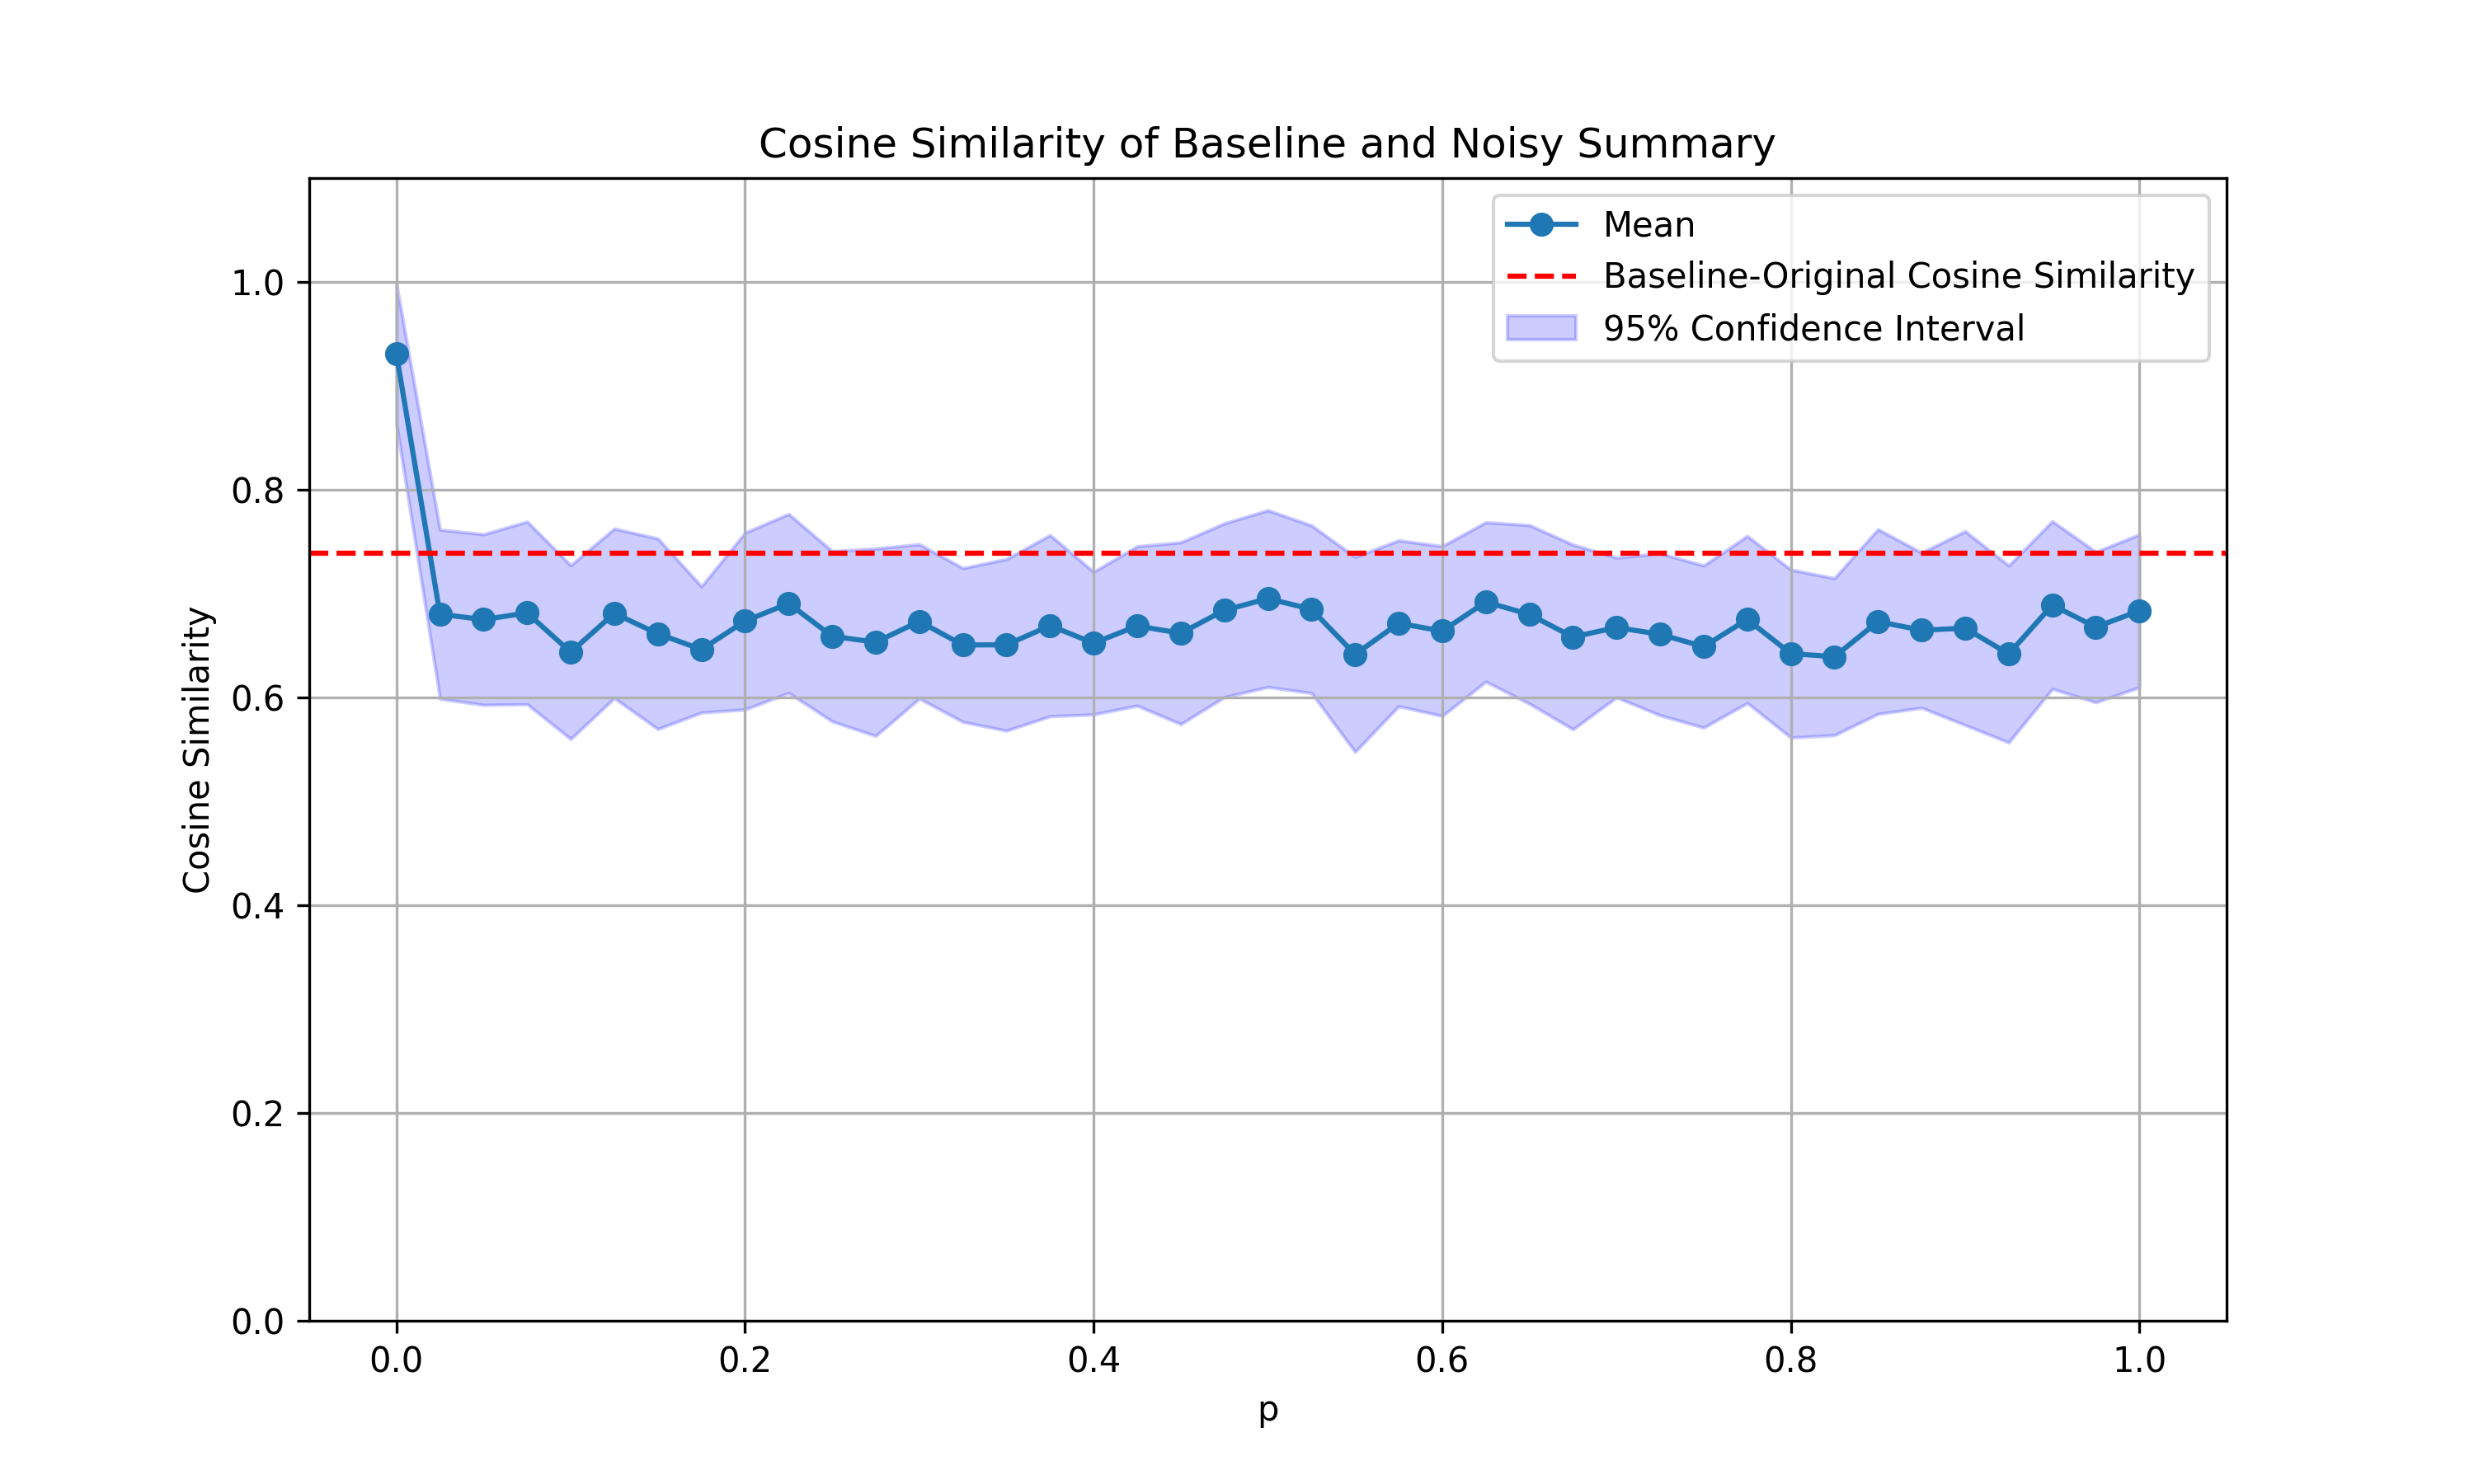 Cosine Similarity of Baseline and Noisy Summary
Mean
Baseline-Original Cosine Similarity
95% Confidence Interval
Cosine Similarity
1.0
0.8
0.6
0.4
0.2
0.0
0.0 0.2 0.4 0.6 0.8 1.0
p